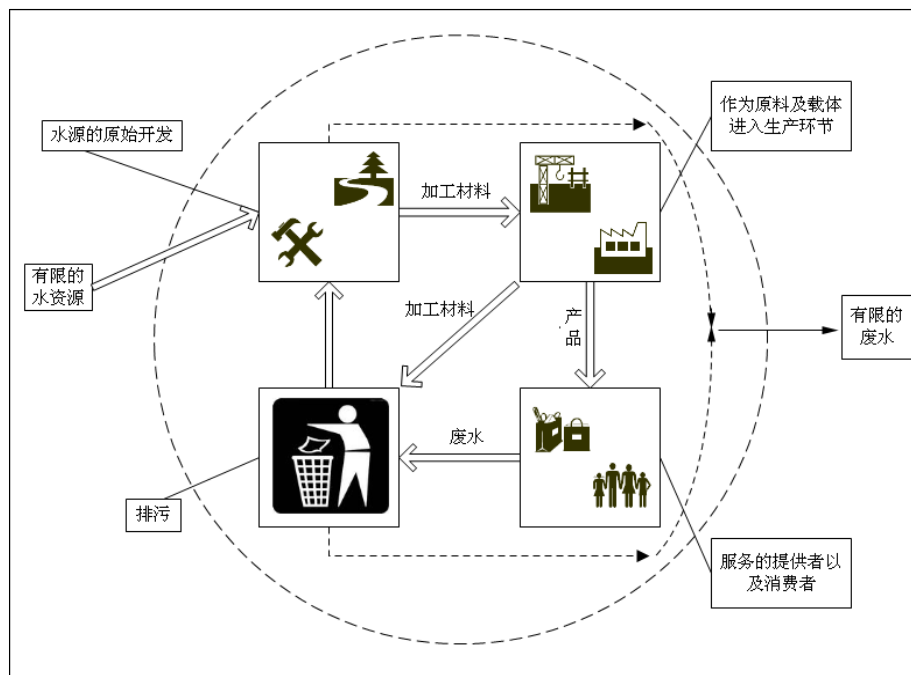 作为原料及载体
进入生产环节
水源的原始开发
加工材料
有限的
水资源
加工材料
产
品
有限的
废水
废水
排污
服务的提供者以
及消费者